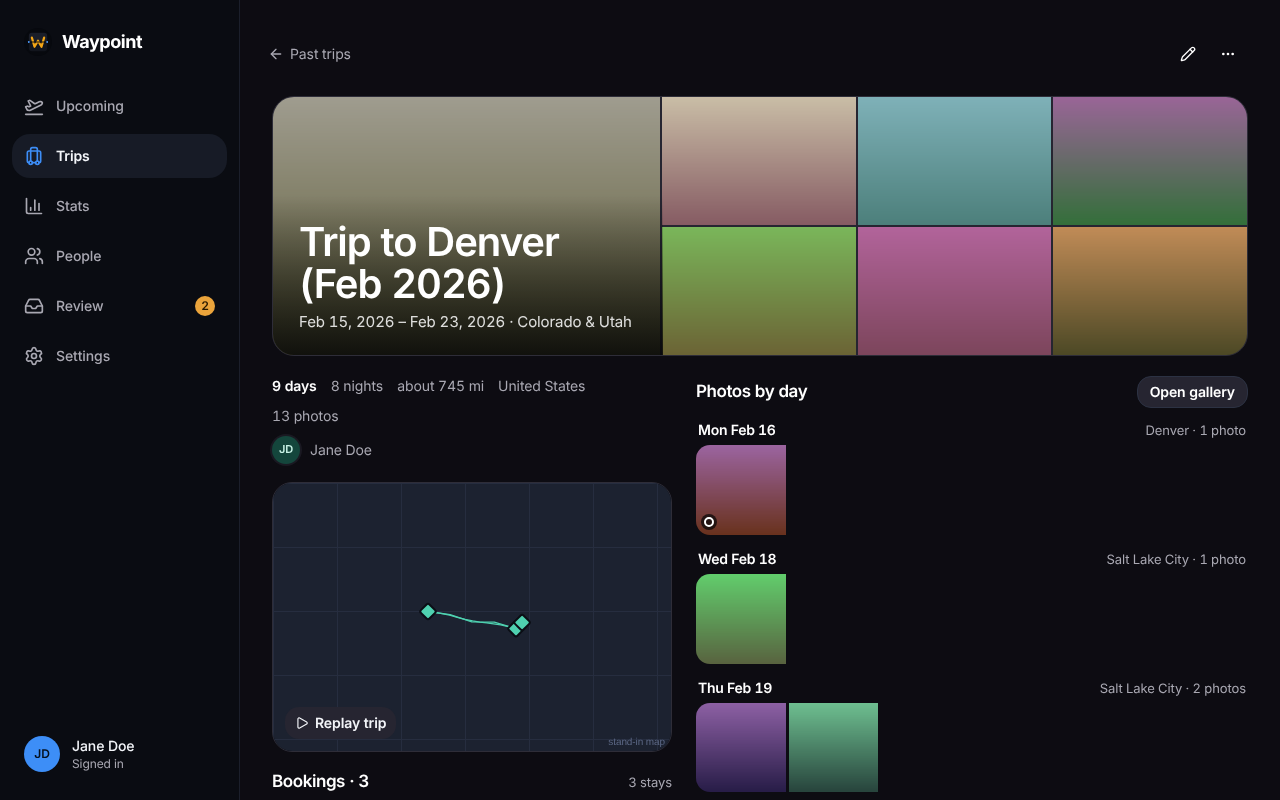 Waypoint
Upcoming
Trips
Stats
People
Review
2
Settings
JD
Jane Doe
Signed in
Past trips
Trip to Denver
(Feb 2026)
Feb 15, 2026 – Feb 23, 2026 · Colorado & Utah
9 days 8 nights about 745 mi United States
13 photos
JD
Jane Doe
Replay trip
stand-in map
Bookings · 3
3 stays
Photos by day
Open gallery
Mon Feb 16
Denver · 1 photo
Wed Feb 18
Salt Lake City · 1 photo
Thu Feb 19
Salt Lake City · 2 photos